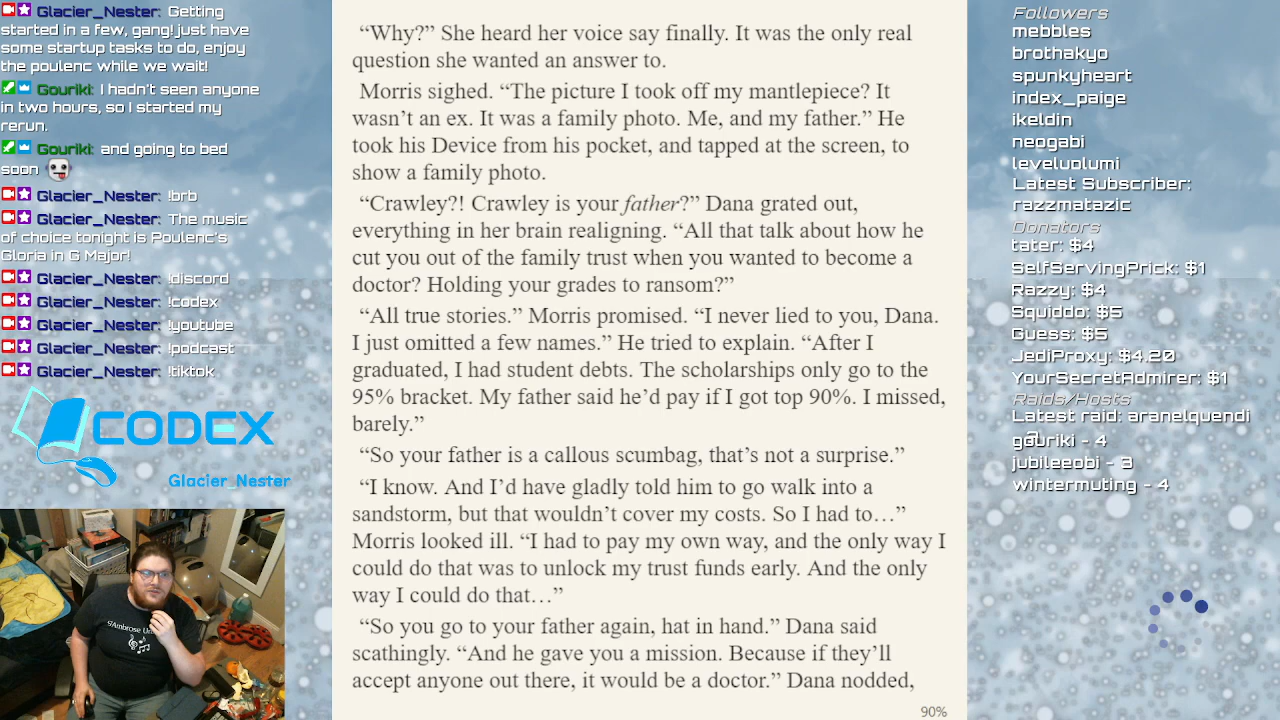 Glacier_Nester: Getting
started in a few, gang! just have
some startup tasks to do, enjoy
the poulenc while we wait!
Gouriki: I hadn't seen anyone
in two hours, so I started my
rerun.
Gouriki: and going to bed
soon
Glacier_Nester: !brb
Glacier_Nester: The music
of choice tonight is Poulenc's
Gloria in G Major!
Glacier_Nester: !discord
Glacier_Nester: !codex
Glacier_Nester: !youtube
Glacier_Nester: !podcast
Glacier_Nester: !tiktok
CODEX
Glacier_Nester
“Why?” She heard her voice say finally. It was the only real
question she wanted an answer to.
Morris sighed. “The picture I took off my mantlepiece? It
wasn’t an ex. It was a family photo. Me, and my father.” He
took his Device from his pocket, and tapped at the screen, to
show a family photo.
“Crawley?! Crawley is your father?” Dana grated out,
everything in her brain realigning. “All that talk about how he
cut you out of the family trust when you wanted to become a
doctor? Holding your grades to ransom?”
“All true stories.” Morris promised. “I never lied to you, Dana.
I just omitted a few names.” He tried to explain. “After I
graduated, I had student debts. The scholarships only go to the
95% bracket. My father said he’d pay if I got top 90%. I missed,
barely.”
“So your father is a callous scumbag, that’s not a surprise.”
“I know. And I’d have gladly told him to go walk into a
sandstorm, but that wouldn’t cover my costs. So I had to…”
Morris looked ill. “I had to pay my own way, and the only way I
could do that was to unlock my trust funds early. And the only
way I could do that…”
“So you go to your father again, hat in hand.” Dana said
scathingly. “And he gave you a mission. Because if they’ll
accept anyone out there, it would be a doctor.” Dana nodded,
90%
Followers
mebbles
brothakyo
spunkyheart
index_paige
ikeldin
neogabi
leveluolumi
Latest Subscriber:
razzmatazic
Donators
tater: $4
SelfServingPrick: $1
Razzy: $4
Squiddo: $5
Guess: $5
JediProxy: $4.20
YourSecretAdmirer: $1
Raids/Hosts
Latest raid: aranelquendi
gouriki - 4
jubileeobi - 3
wintermuting - 4